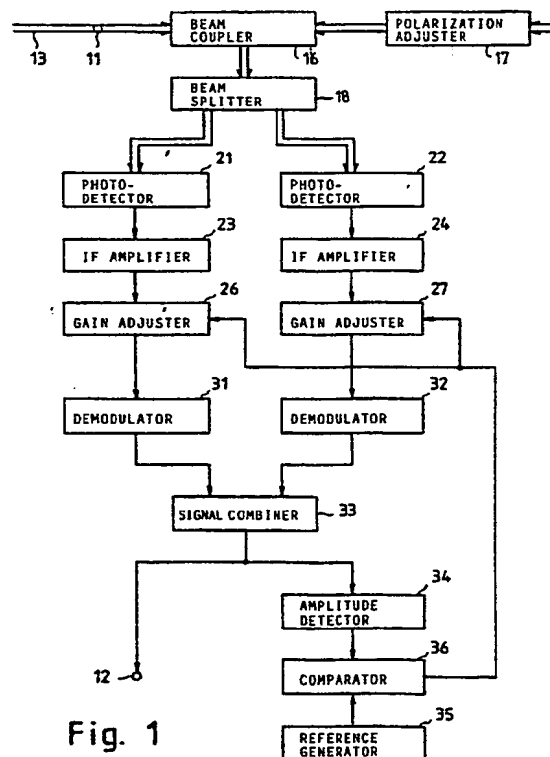 BEAM COUPLER
POLARIZATION ADJUSTER
13
11
16
17
BEAM SPLITTER
18
21
22
PHOTO-
DETECTOR
PHOTO-
DETECTOR
23
24
IF AMPLIFIER
IF AMPLIFIER
26
27
GAIN ADJUSTER
GAIN ADJUSTER
31
32
DEMODULATOR
DEMODULATOR
SIGNAL COMBINER
33
34
AMPLITUDE DETECTOR
36
12
COMPARATOR
35
Fig. 1
REFERENCE GENERATOR